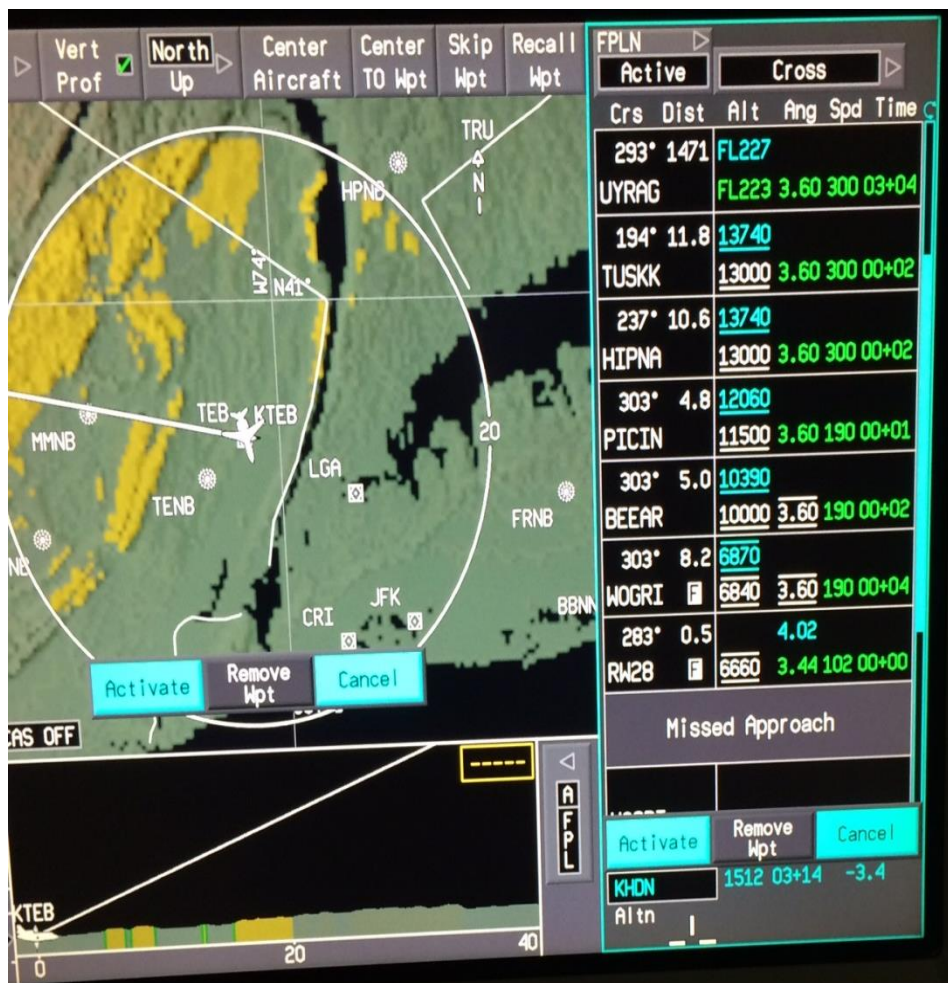 Vert Prof
North Up
Center Aircraft
Center TO Wpt
Skip Wpt
Recall Wpt
TRU
N
HPNB
W74°
N41°
TEB
KTEB
MMNB
20
LGA
TENB
FRNB
NB
CRI
JFK
BBNN
Activate
Remove Wpt
Cancel
CAS OFF
-----
A
FPL
KTEB
0
20
40
FPLN
Active
Cross
Crs Dist Alt Ang Spd Time
293° 1471 FL227
UYRAG FL223 3.60 300 03+04
194° 11.8 13740
TUSKK 13000 3.60 300 00+02
237° 10.6 13740
HIPNA 13000 3.60 300 00+02
303° 4.8 12060
PICIN 11500 3.60 190 00+01
303° 5.0 10390
BEEAR 10000 3.60 190 00+02
303° 8.2 6870
WOGRI F 6840 3.60 190 00+04
283° 0.5 4.02
RW28 F 6660 3.44 102 00+00
Missed Approach
Activate
Remove Wpt
Cancel
KHDN 1512 03+14 -3.4
Altn